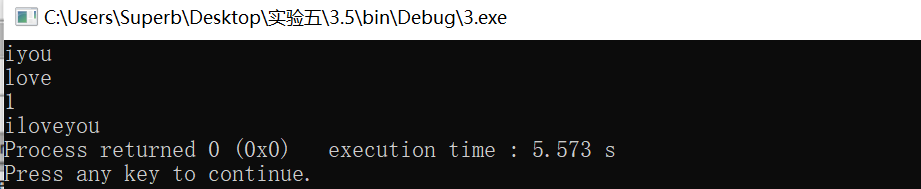 C:\Users\Superb\Desktop\实验五\3.5\bin\Debug\3.exe
iyou
love
1
iloveyou
Process returned 0 (0x0)   execution time : 5.573 s
Press any key to continue.